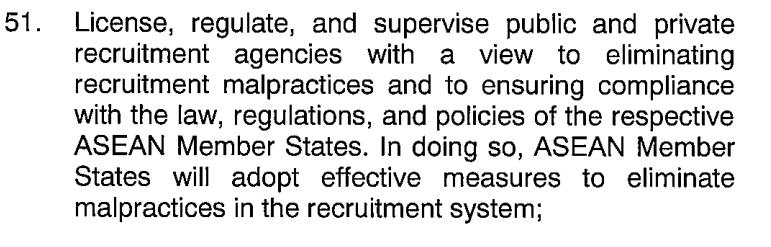 51. License, regulate, and supervise public and private
recruitment agencies with a view to eliminating
recruitment malpractices and to ensuring compliance
with the law, regulations, and policies of the respective
ASEAN Member States. In doing so, ASEAN Member
States will adopt effective measures to eliminate
malpractices in the recruitment system;